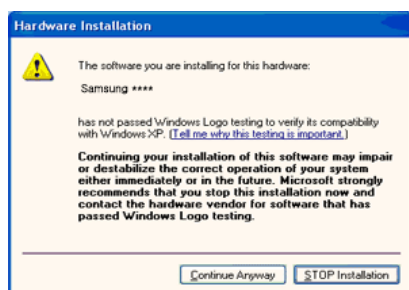 Hardware Installation
The software you are installing for this hardware:
Samsung ****
has not passed Windows Logo testing to verify its compatibility
with Windows XP. (Tell me why this testing is important.)
Continuing your installation of this software may impair
or destabilize the correct operation of your system
either immediately or in the future. Microsoft strongly
recommends that you stop this installation now and
contact the hardware vendor for software that has
passed Windows Logo testing.
Continue Anyway STOP Installation